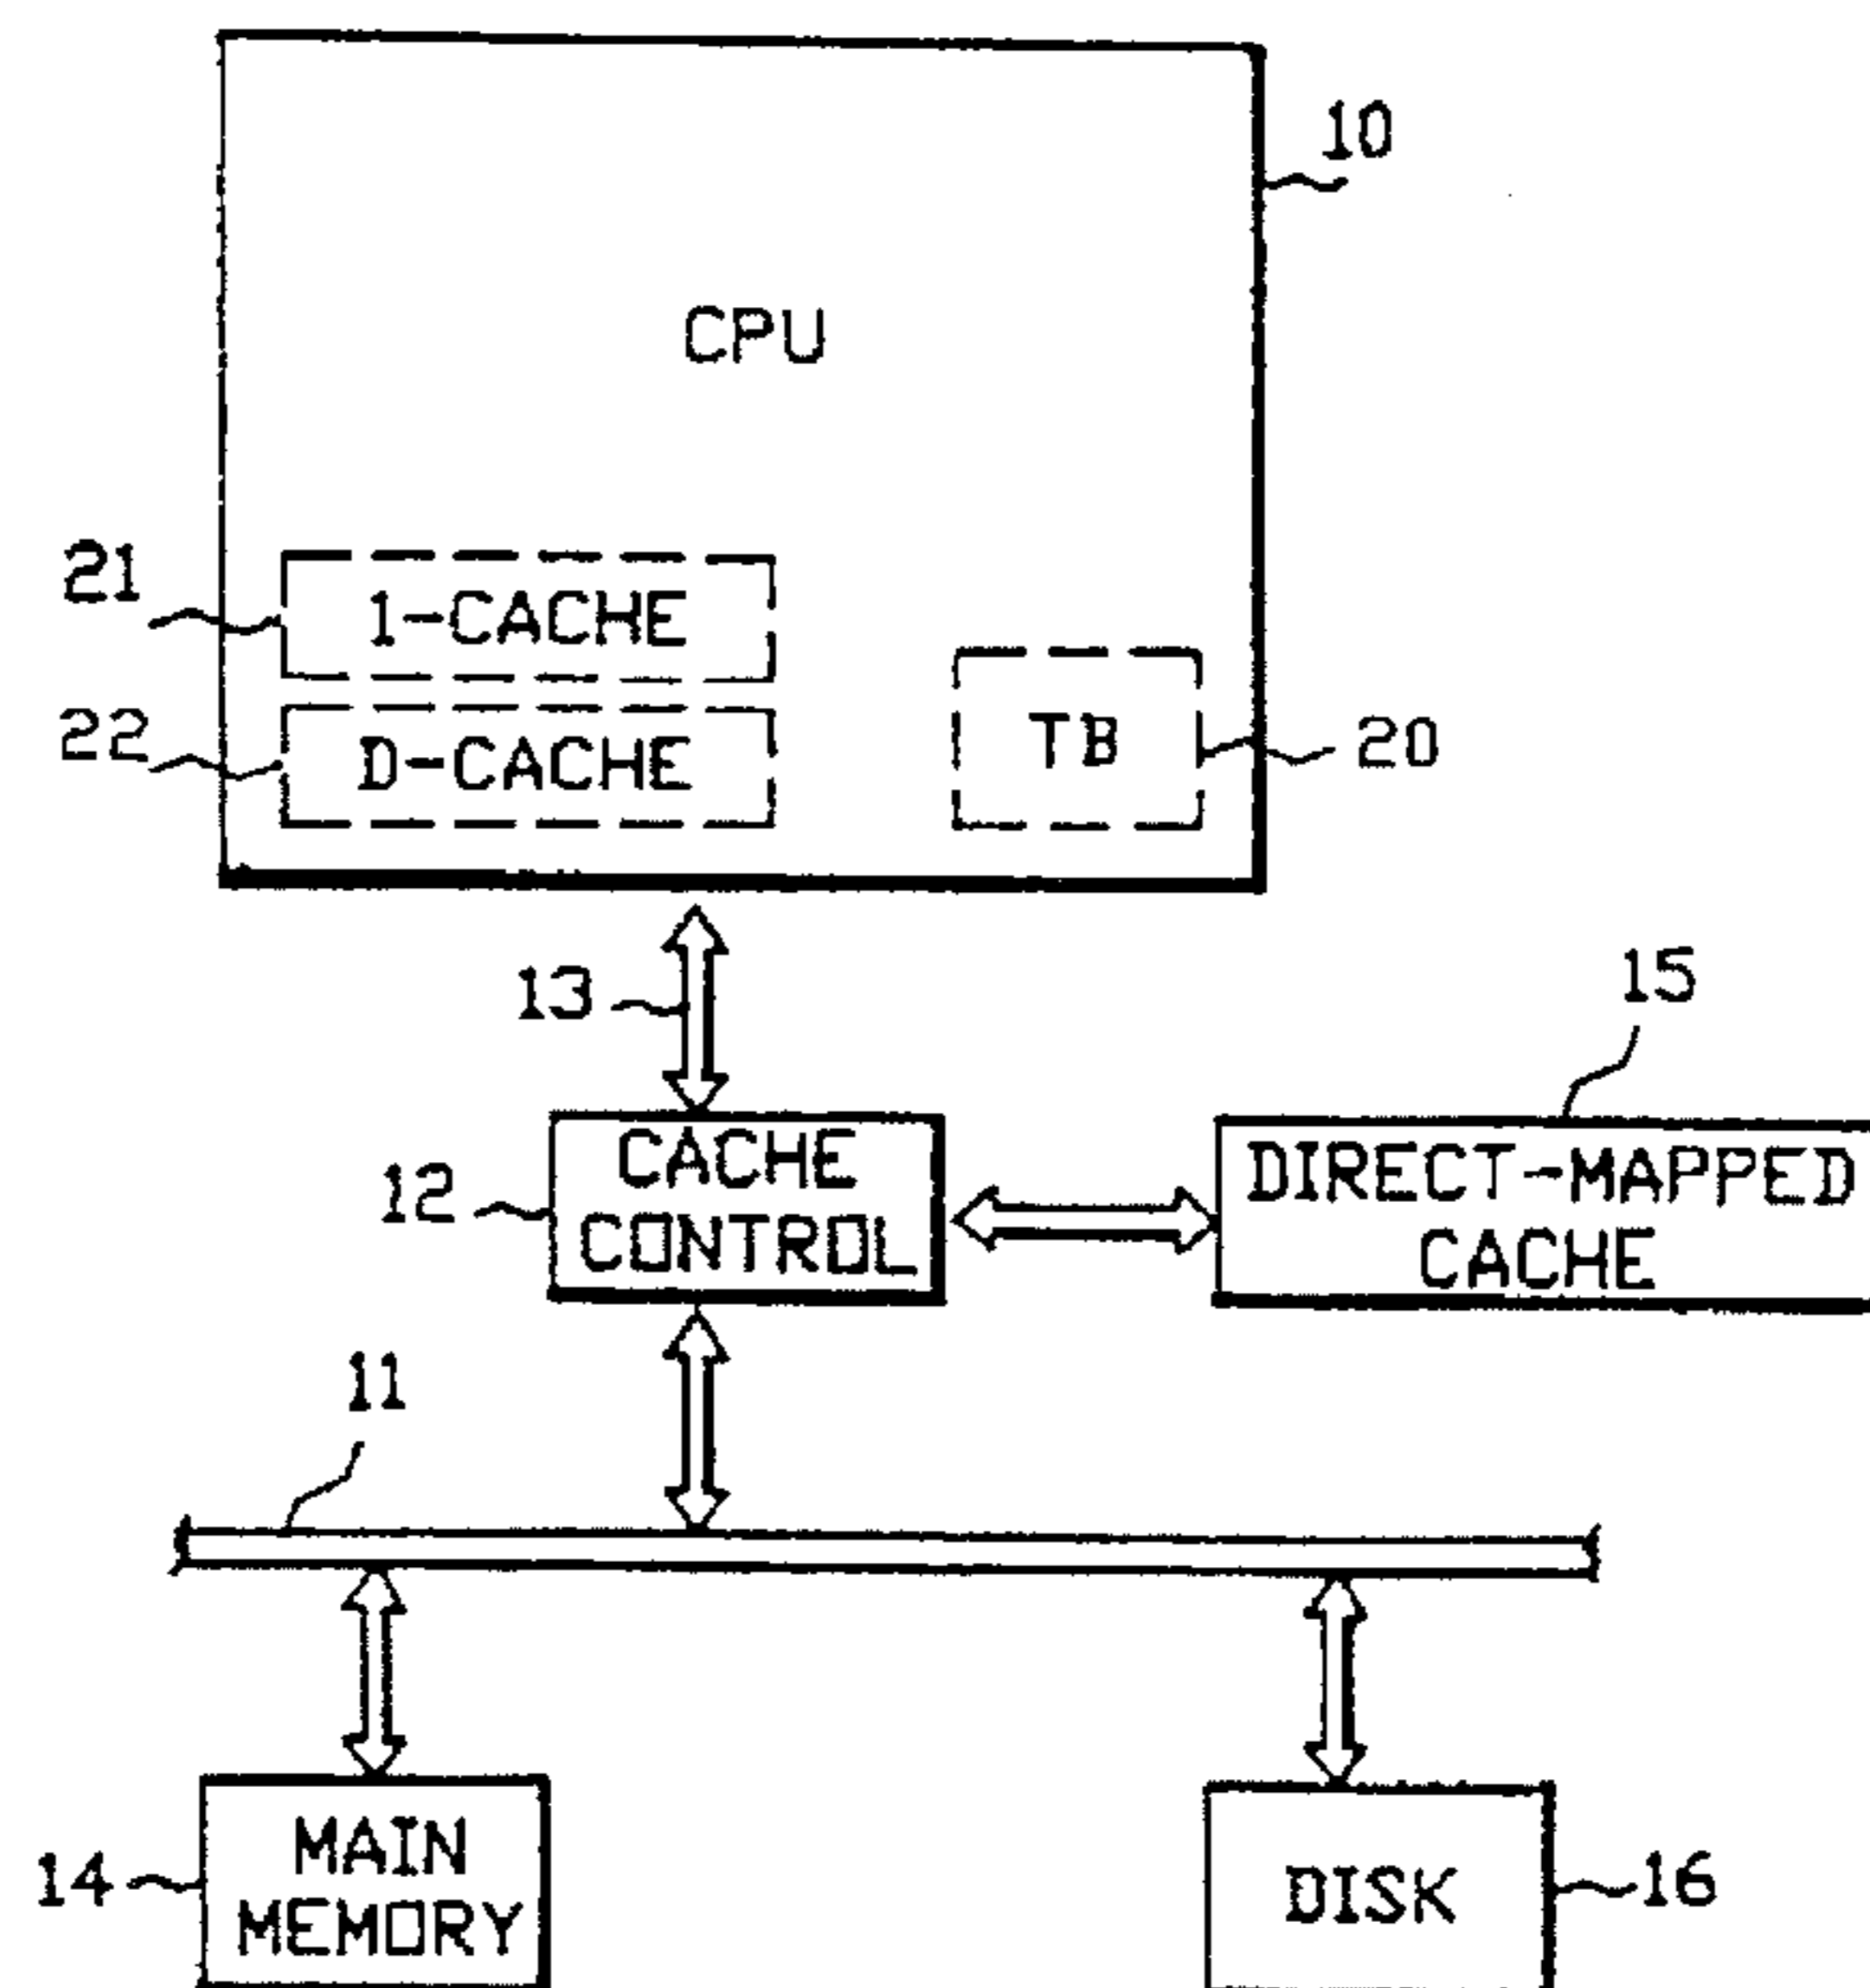 10
CPU
21
1-CACHE
22
D-CACHE
TB
20
13
15
12
CACHE
CONTROL
DIRECT-MAPPED
CACHE
11
14
MAIN
MEMORY
DISK
16